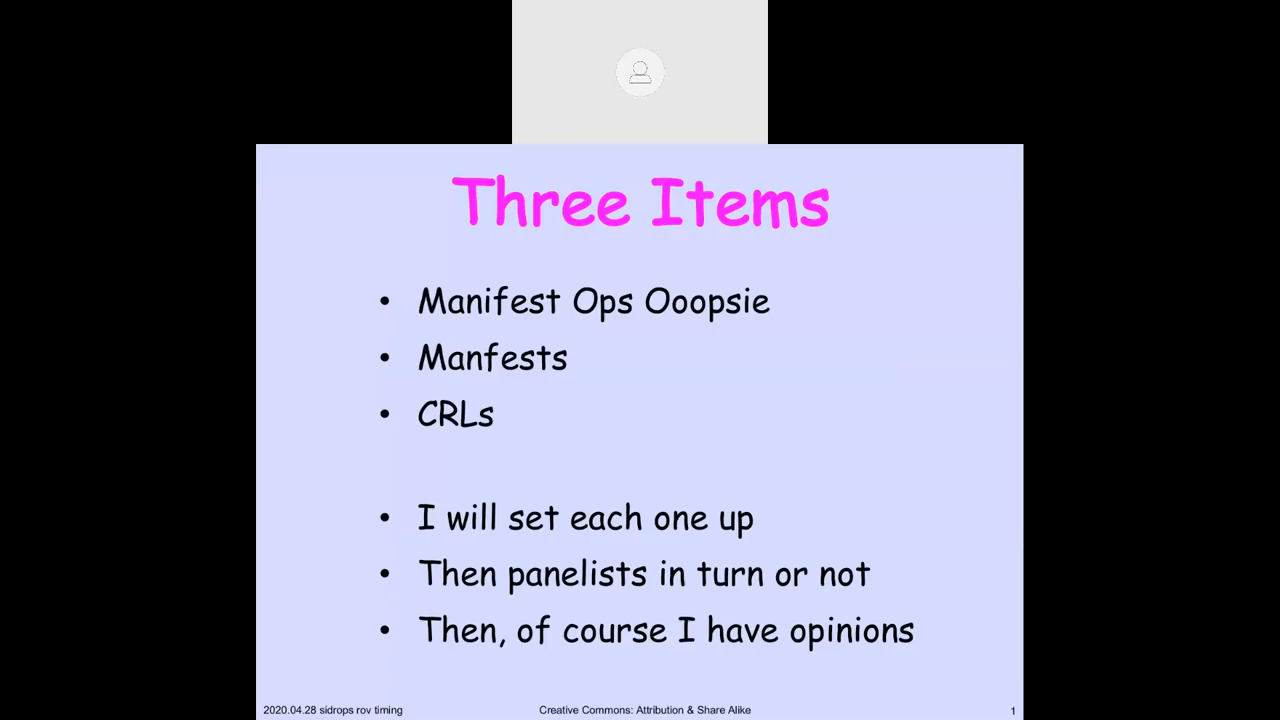 Three Items
• Manifest Ops Ooopsie
• Manfests
• CRLs
• I will set each one up
• Then panelists in turn or not
• Then, of course I have opinions
2020.04.28 sidrops rov timing
Creative Commons: Attribution & Share Alike
1